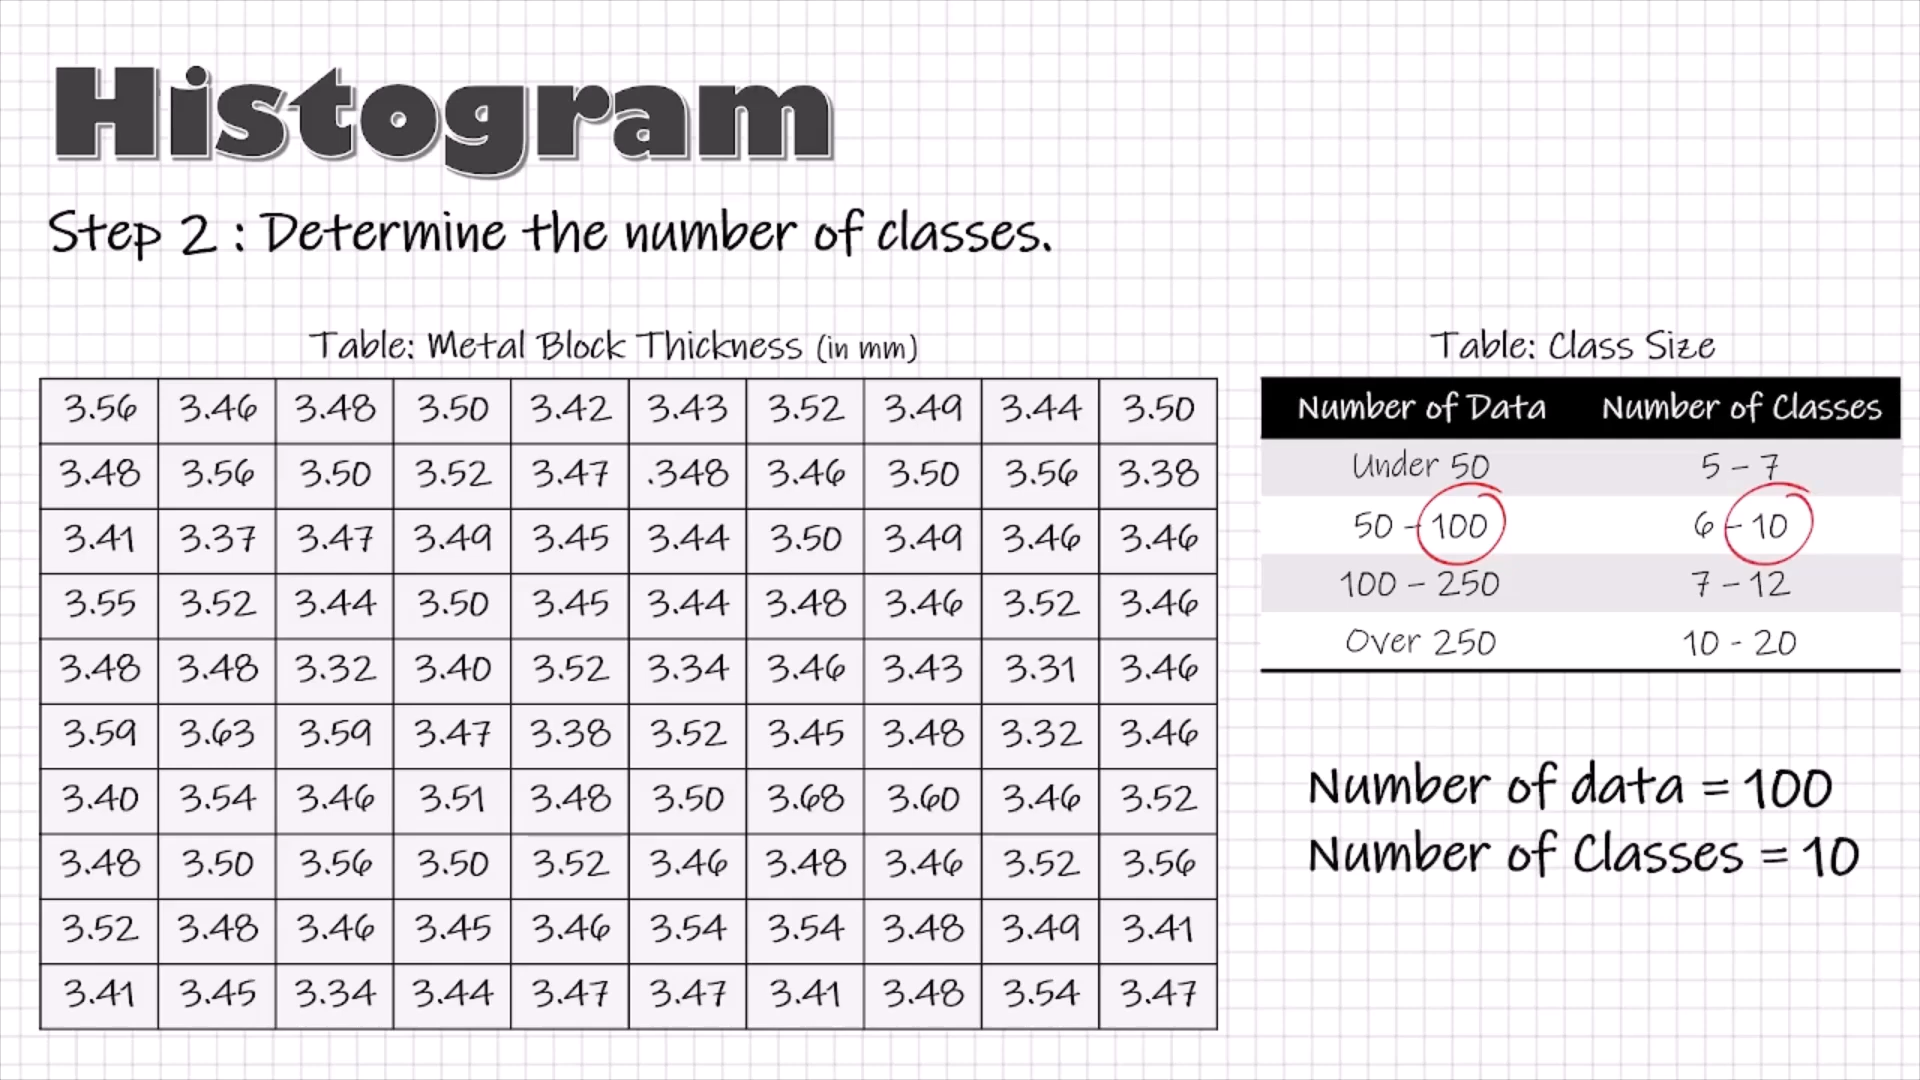 Histogram
Step 2 : Determine the number of classes.
Table: Metal Block Thickness (in mm)
3.56 3.46 3.48 3.50 3.42 3.43 3.52 3.49 3.44 3.50
3.48 3.56 3.50 3.52 3.47 .348 3.46 3.50 3.56 3.38
3.41 3.37 3.47 3.49 3.45 3.44 3.50 3.49 3.46 3.46
3.55 3.52 3.44 3.50 3.45 3.44 3.48 3.46 3.52 3.46
3.48 3.48 3.32 3.40 3.52 3.34 3.46 3.43 3.31 3.46
3.59 3.63 3.59 3.47 3.38 3.52 3.45 3.48 3.32 3.46
3.40 3.54 3.46 3.51 3.48 3.50 3.68 3.60 3.46 3.52
3.48 3.50 3.56 3.50 3.52 3.46 3.48 3.46 3.52 3.56
3.52 3.48 3.46 3.45 3.46 3.54 3.54 3.48 3.49 3.41
3.41 3.45 3.34 3.44 3.47 3.47 3.41 3.48 3.54 3.47
Table: Class Size
Number of Data Number of Classes
Under 50 5 – 7
50 – 100 6 – 10
100 – 250 7 – 12
Over 250 10 - 20
Number of data = 100
Number of Classes = 10